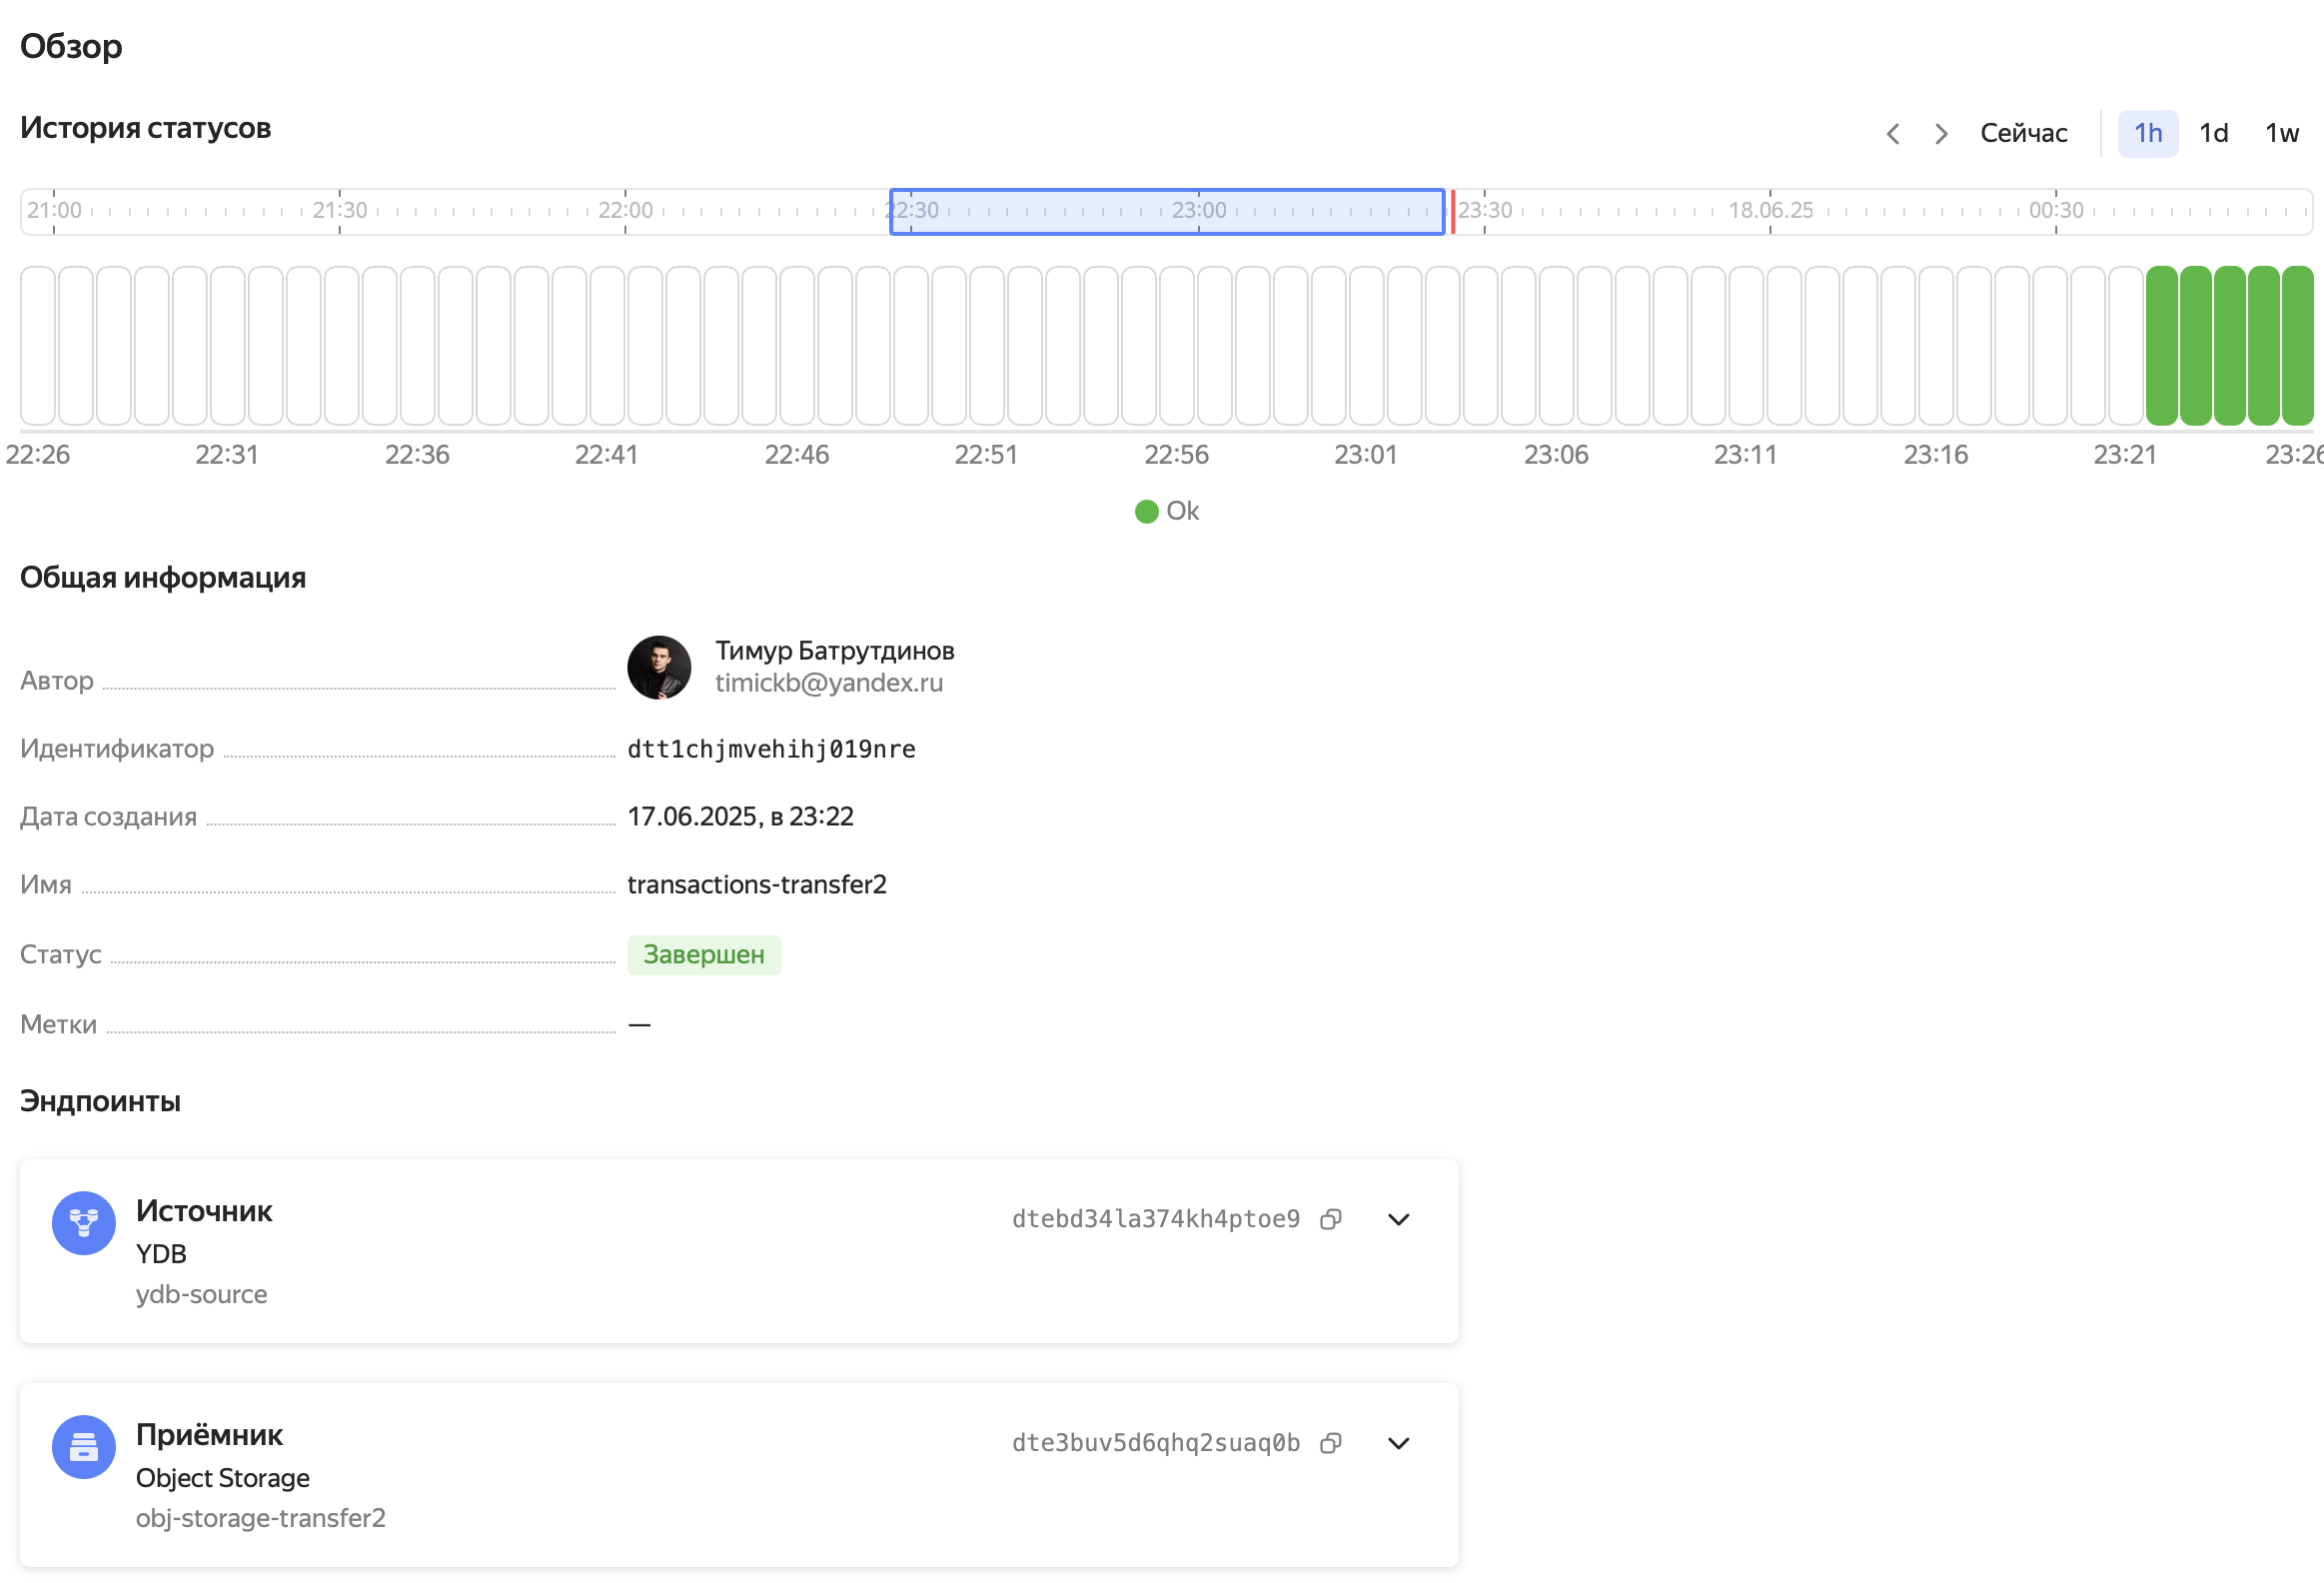 Обзор
История статусов
Сейчас 1h 1d 1w
21:00 21:30 22:00 22:30 23:00 23:30 18.06.25 00:30
22:26 22:31 22:36 22:41 22:46 22:51 22:56 23:01 23:06 23:11 23:16 23:21 23:26
Ok
Общая информация
Автор Тимур Батрутдинов
timickb@yandex.ru
Идентификатор dtt1chjmvehihj019nre
Дата создания 17.06.2025, в 23:22
Имя transactions-transfer2
Статус Завершен
Метки —
Эндпоинты
Источник dtebd34la374kh4ptoe9
YDB
ydb-source
Приёмник dte3buv5d6qhq2suaq0b
Object Storage
obj-storage-transfer2